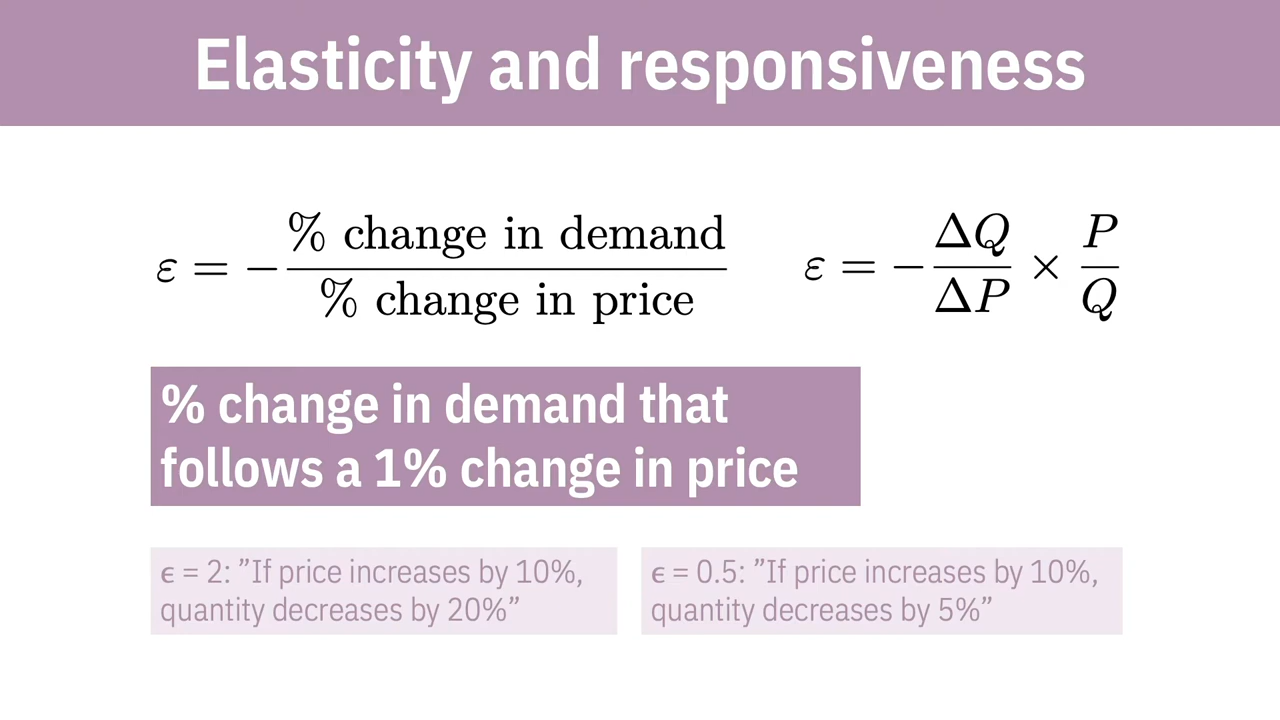 Elasticity and responsiveness
ε = − % change in demand / % change in price
ε = − ΔQ/ΔP × P/Q
% change in demand that
follows a 1% change in price
ϵ = 2: ”If price increases by 10%,
quantity decreases by 20%”
ϵ = 0.5: ”If price increases by 10%,
quantity decreases by 5%”